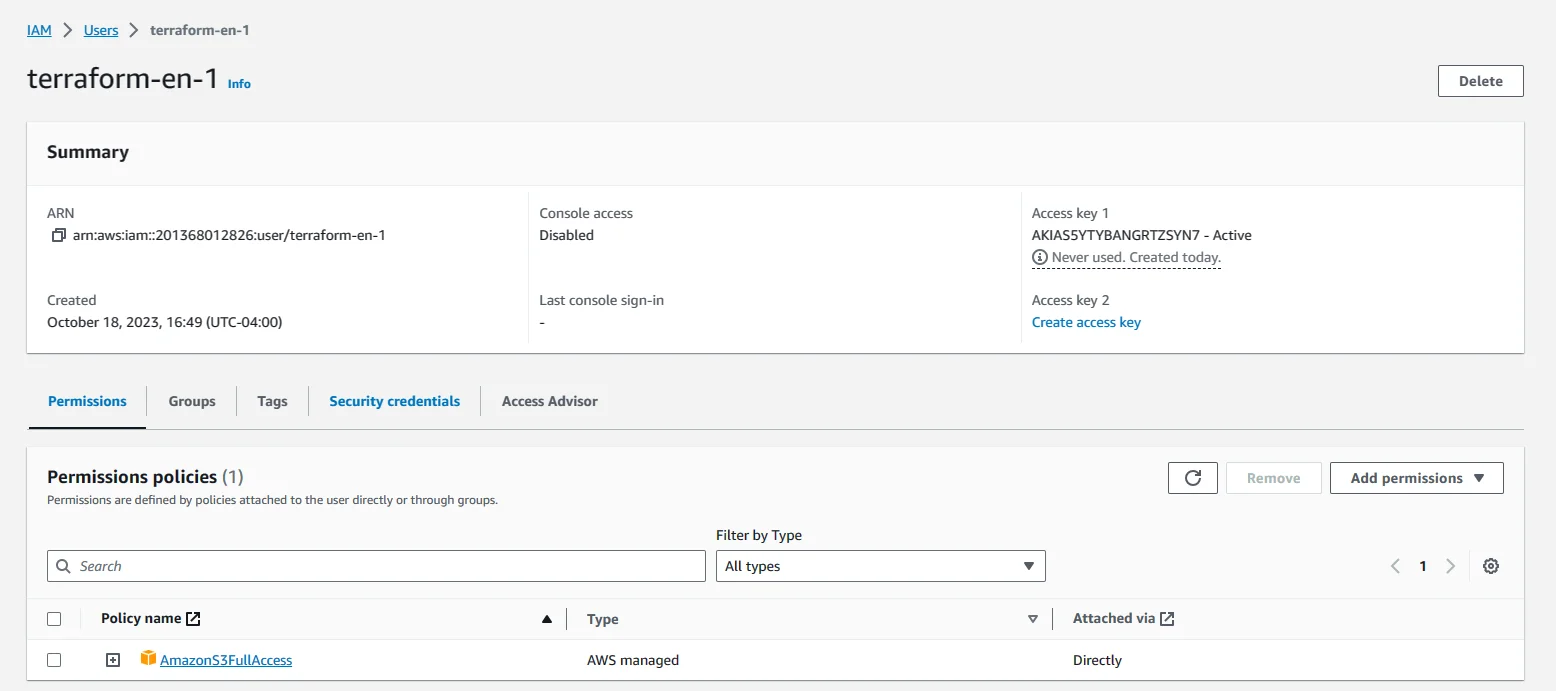 IAM > Users > terraform-en-1
terraform-en-1 Info
Delete
Summary
ARN
arn:aws:iam::201368012826:user/terraform-en-1
Console access
Disabled
Access key 1
AKIAS5YTYBANGRTZSYN7 - Active
Never used. Created today.
Created
October 18, 2023, 16:49 (UTC-04:00)
Last console sign-in
-
Access key 2
Create access key
Permissions Groups Tags Security credentials Access Advisor
Permissions policies (1)
Permissions are defined by policies attached to the user directly or through groups.
Remove Add permissions
Filter by Type
Search All types 1
Policy name Type Attached via
AmazonS3FullAccess AWS managed Directly